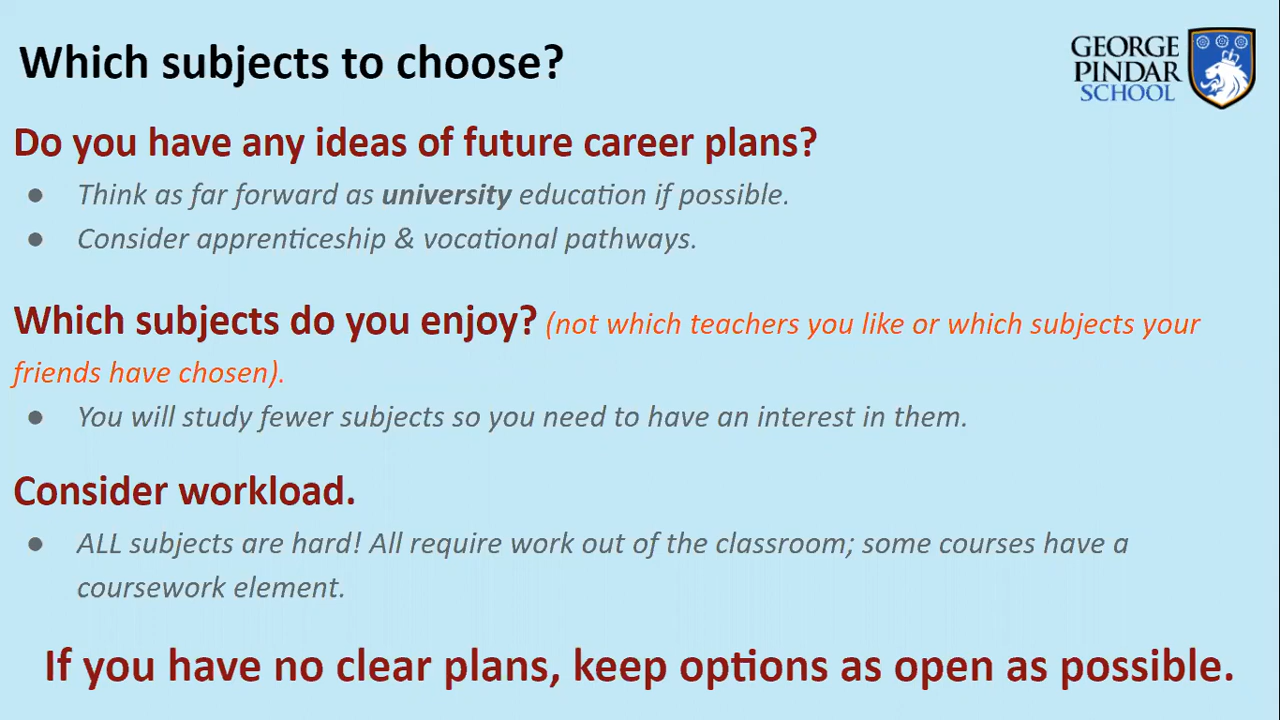 Which subjects to choose?
GEORGE
PINDAR
SCHOOL
Do you have any ideas of future career plans?
● Think as far forward as university education if possible.
● Consider apprenticeship & vocational pathways.
Which subjects do you enjoy? (not which teachers you like or which subjects your
friends have chosen).
● You will study fewer subjects so you need to have an interest in them.
Consider workload.
● ALL subjects are hard! All require work out of the classroom; some courses have a
coursework element.
If you have no clear plans, keep options as open as possible.